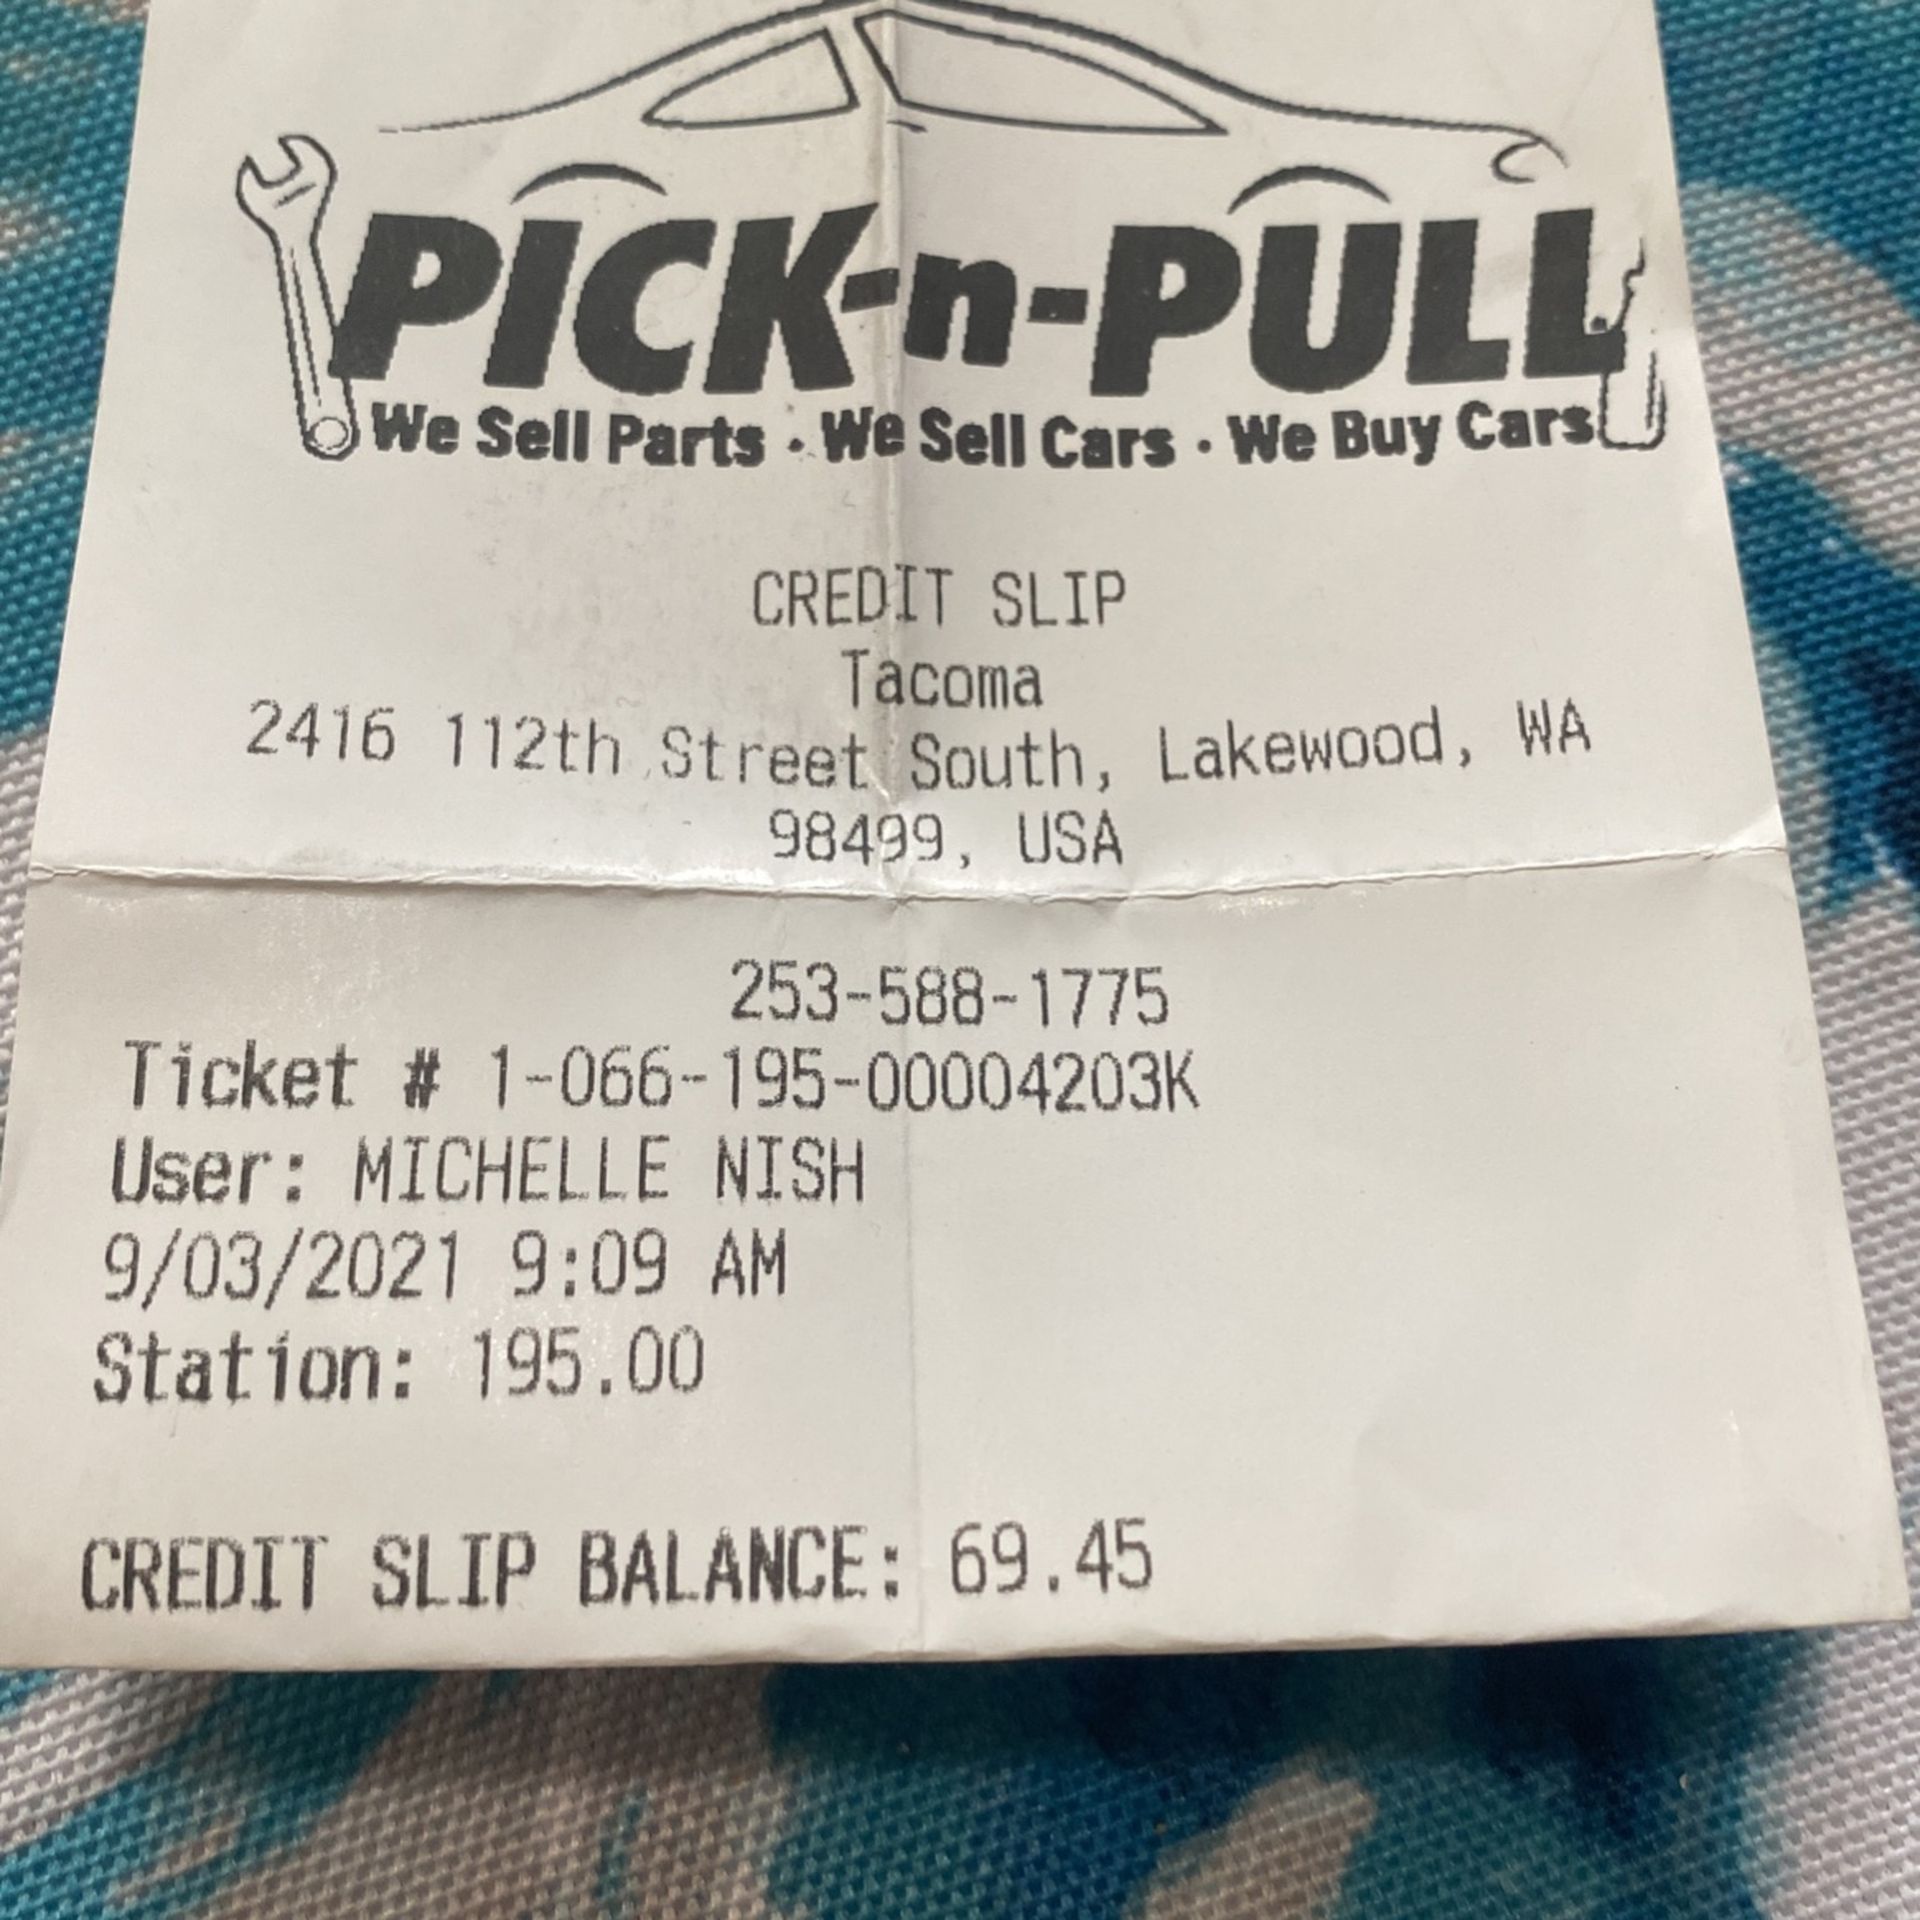 PICK-n-PULL
We Sell Parts · We Sell Cars · We Buy Cars
CREDIT SLIP
Tacoma
2416 112th Street South, Lakewood, WA
98499, USA
253-588-1775
Ticket # 1-066-195-00004203K
User: MICHELLE NISH
9/03/2021 9:09 AM
Station: 195.00
CREDIT SLIP BALANCE: 69.45